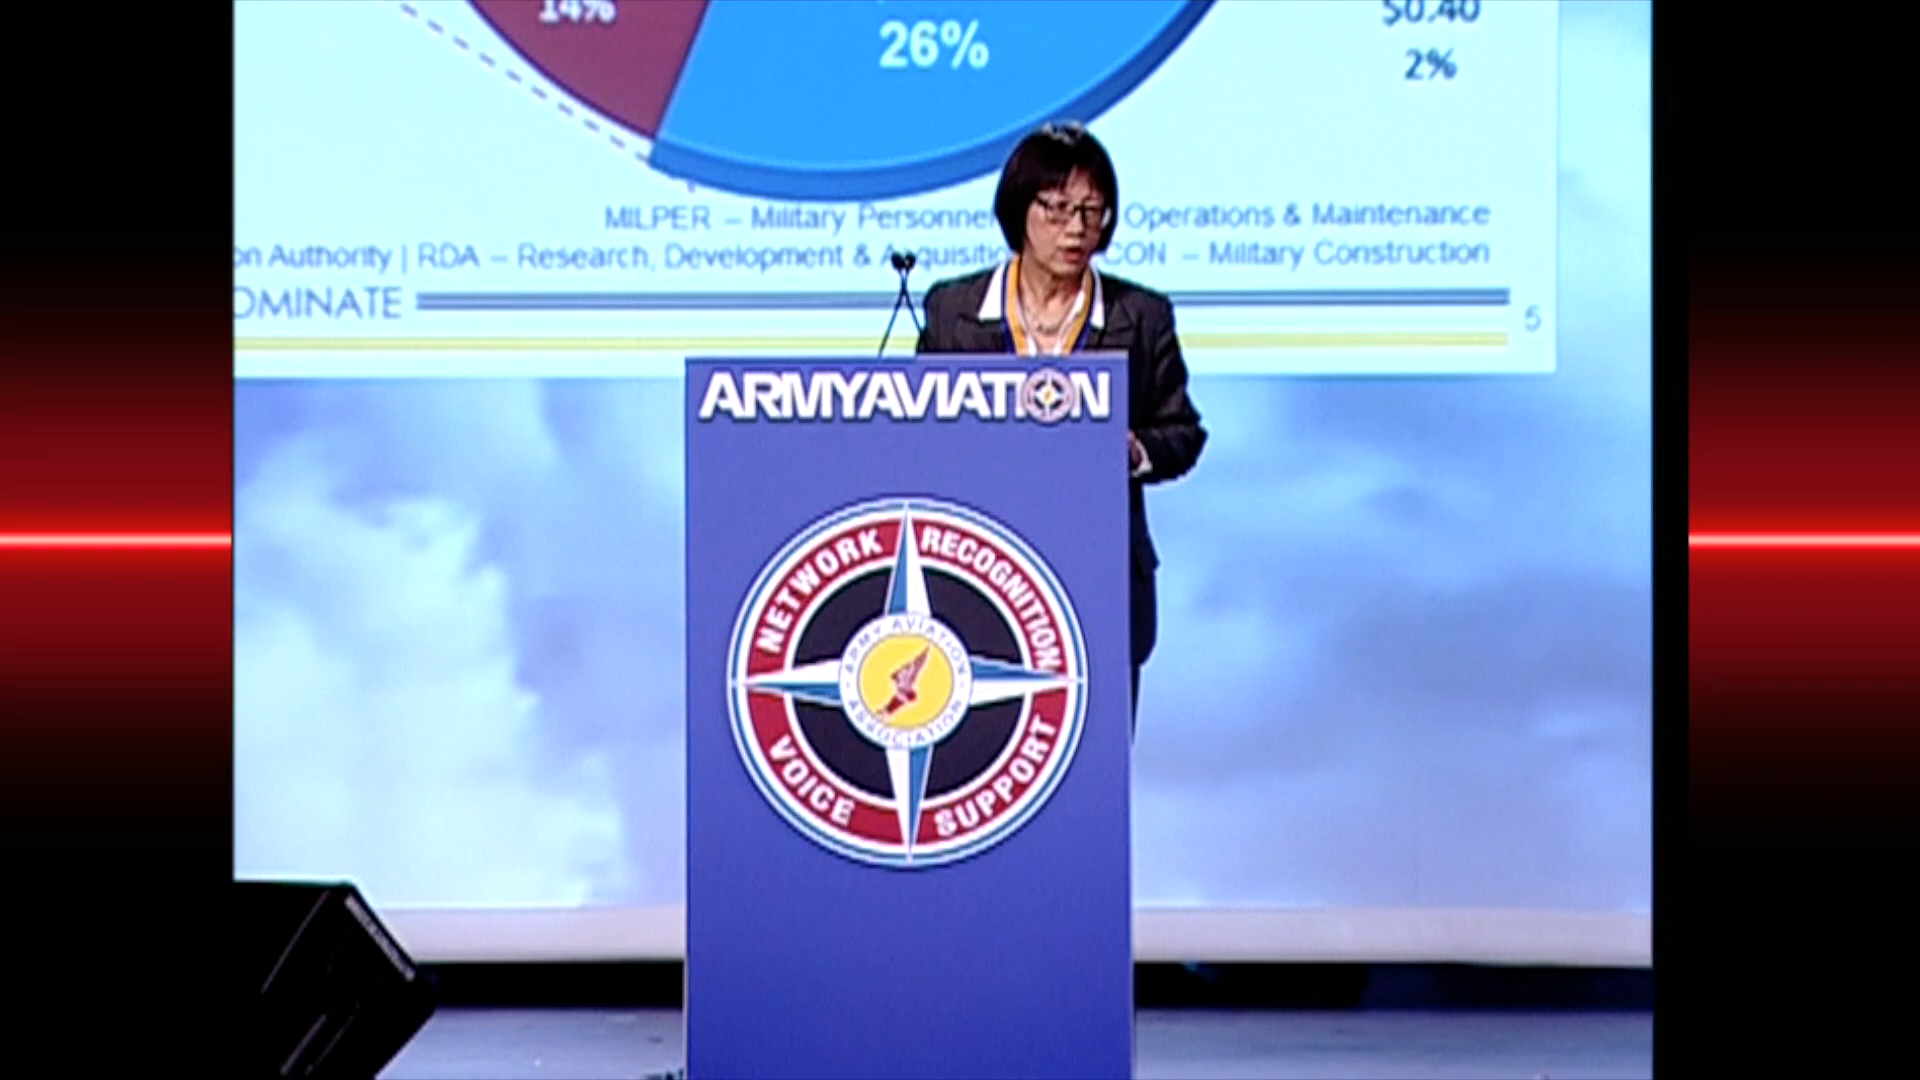 14%
26%
$0.40
2%
MILPER – Military Personnel Operations & Maintenance
on Authority | RDA – Research, Development & Acquisitio CON – Military Construction
OMINATE
5
ARMYAVIATION
NETWORK
RECOGNITION
ARMY AVIATION
ASSOCIATION
VOICE
SUPPORT